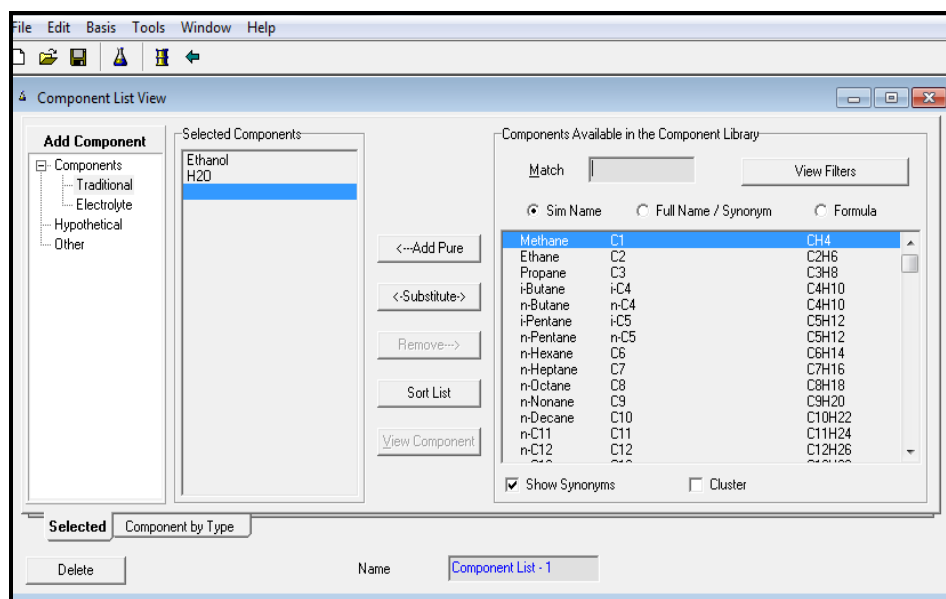 File Edit Basis Tools Window Help
Component List View
Add Component
Components
Traditional
Electrolyte
Hypothetical
Other
Selected Components
Ethanol
H2O
<---Add Pure
<-Substitute->
Remove--->
Sort List
View Component
Components Available in the Component Library
Match
View Filters
Sim Name Full Name / Synonym Formula
Methane C1 CH4
Ethane C2 C2H6
Propane C3 C3H8
i-Butane i-C4 C4H10
n-Butane n-C4 C4H10
i-Pentane i-C5 C5H12
n-Pentane n-C5 C5H12
n-Hexane C6 C6H14
n-Heptane C7 C7H16
n-Octane C8 C8H18
n-Nonane C9 C9H20
n-Decane C10 C10H22
n-C11 C11 C11H24
n-C12 C12 C12H26
Show Synonyms Cluster
Selected Component by Type
Delete Name Component List - 1